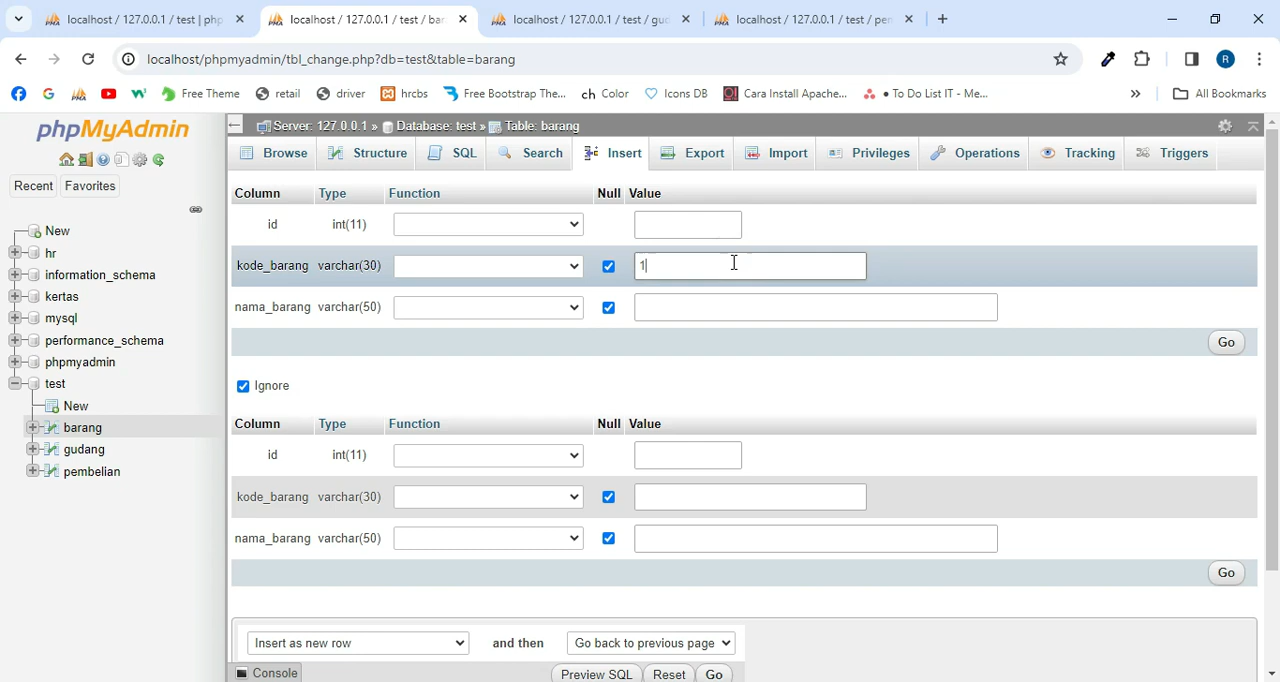 localhost / 127.0.0.1 / test | php
localhost / 127.0.0.1 / test / bar
localhost / 127.0.0.1 / test / gud
localhost / 127.0.0.1 / test / pen
localhost/phpmyadmin/tbl_change.php?db=test&table=barang
R
Free Theme
retail
driver
hrcbs
Free Bootstrap The...
ch Color
Icons DB
Cara Install Apache...
• To Do List IT - Me...
»
All Bookmarks
phpMyAdmin
Recent
Favorites
New
hr
information_schema
kertas
mysql
performance_schema
phpmyadmin
test
New
barang
gudang
pembelian
Server: 127.0.0.1 » Database: test » Table: barang
Browse
Structure
SQL
Search
Insert
Export
Import
Privileges
Operations
Tracking
Triggers
Column Type Function Null Value
id int(11)
kode_barang varchar(30) 1
nama_barang varchar(50)
Go
Ignore
Column Type Function Null Value
id int(11)
kode_barang varchar(30)
nama_barang varchar(50)
Go
Insert as new row and then Go back to previous page
Console
Preview SQL Reset Go